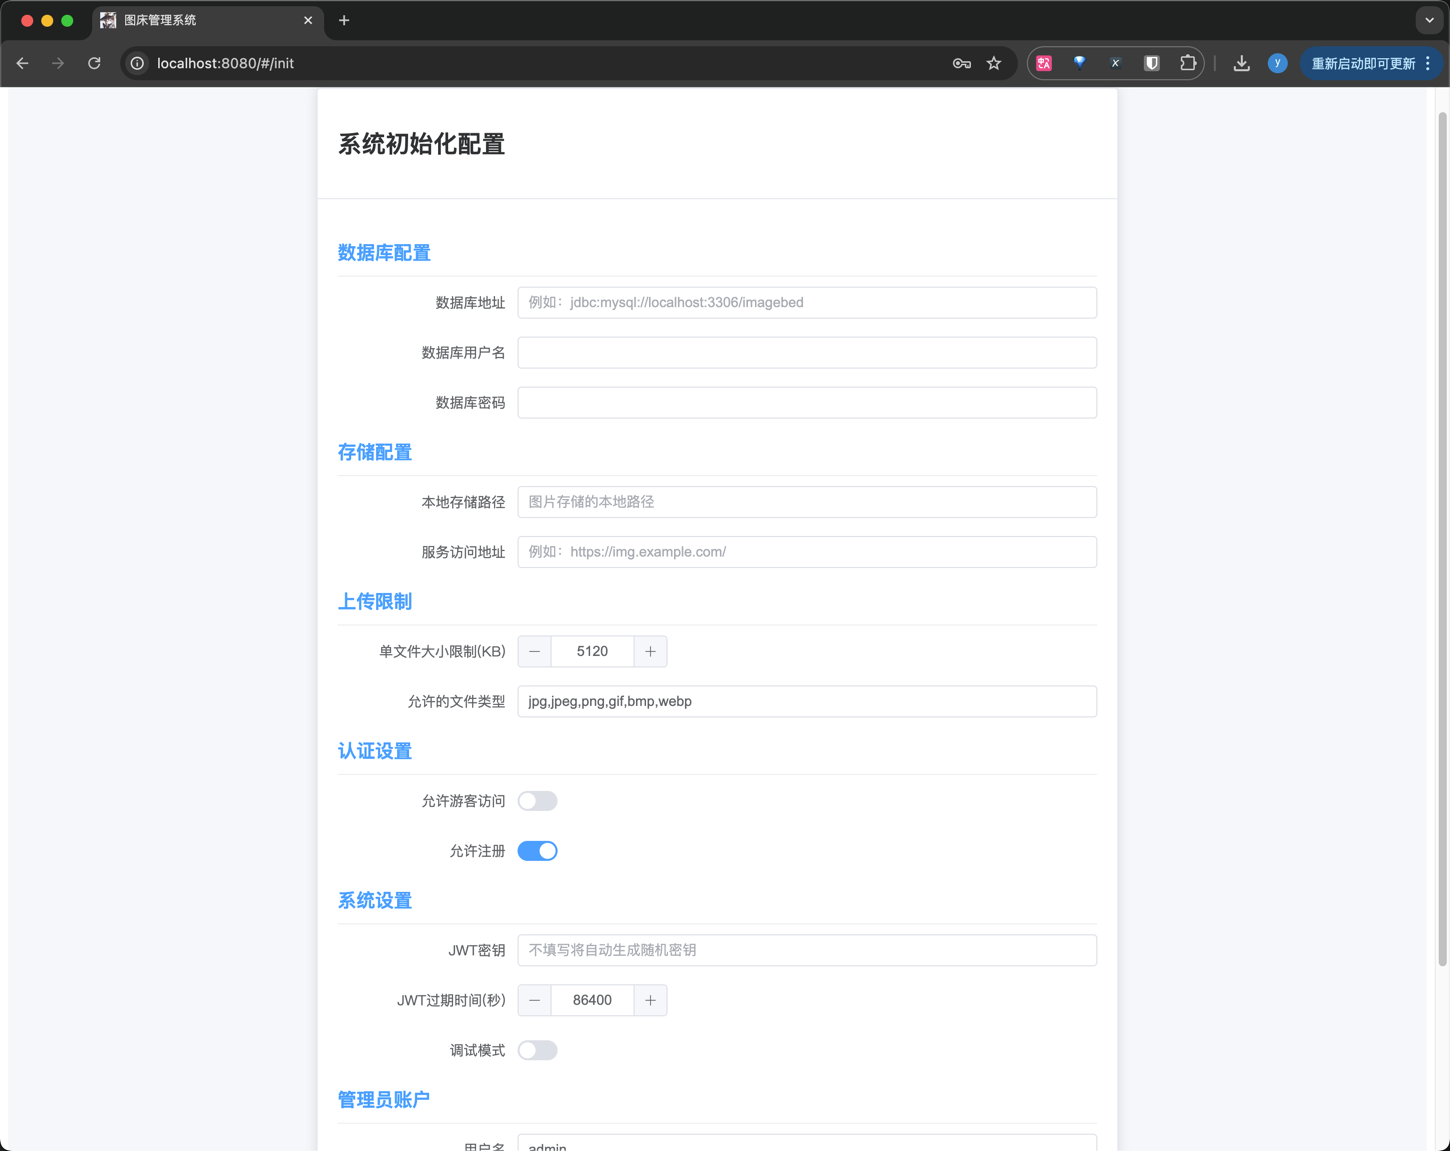 图床管理系统
localhost:8080/#/init
y
重新启动即可更新
系统初始化配置
数据库配置
数据库地址 例如：jdbc:mysql://localhost:3306/imagebed
数据库用户名
数据库密码
存储配置
本地存储路径 图片存储的本地路径
服务访问地址 例如：https://img.example.com/
上传限制
单文件大小限制(KB) 5120
允许的文件类型 jpg,jpeg,png,gif,bmp,webp
认证设置
允许游客访问
允许注册
系统设置
JWT密钥 不填写将自动生成随机密钥
JWT过期时间(秒) 86400
调试模式
管理员账户
用户名 admin